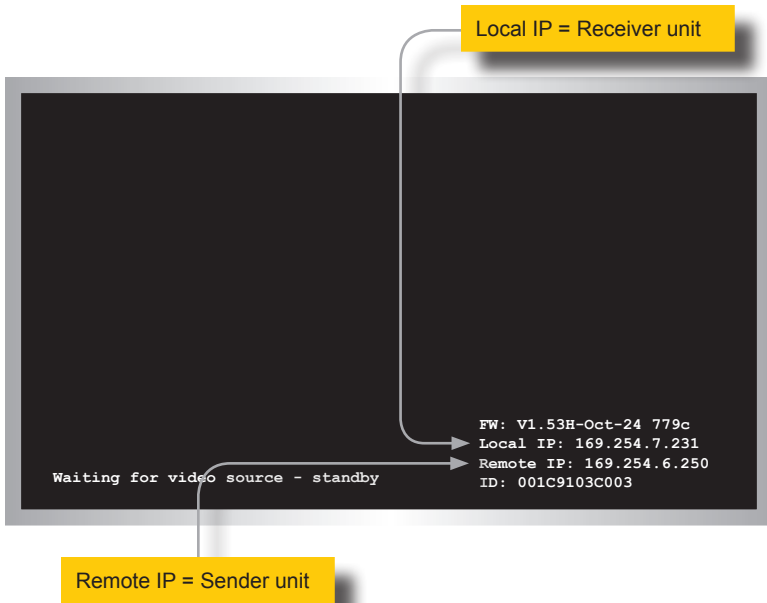 Local IP = Receiver unit
FW: V1.53H-Oct-24 779c
Local IP: 169.254.7.231
Remote IP: 169.254.6.250
Waiting for video source - standby
ID: 001C9103C003
Remote IP = Sender unit